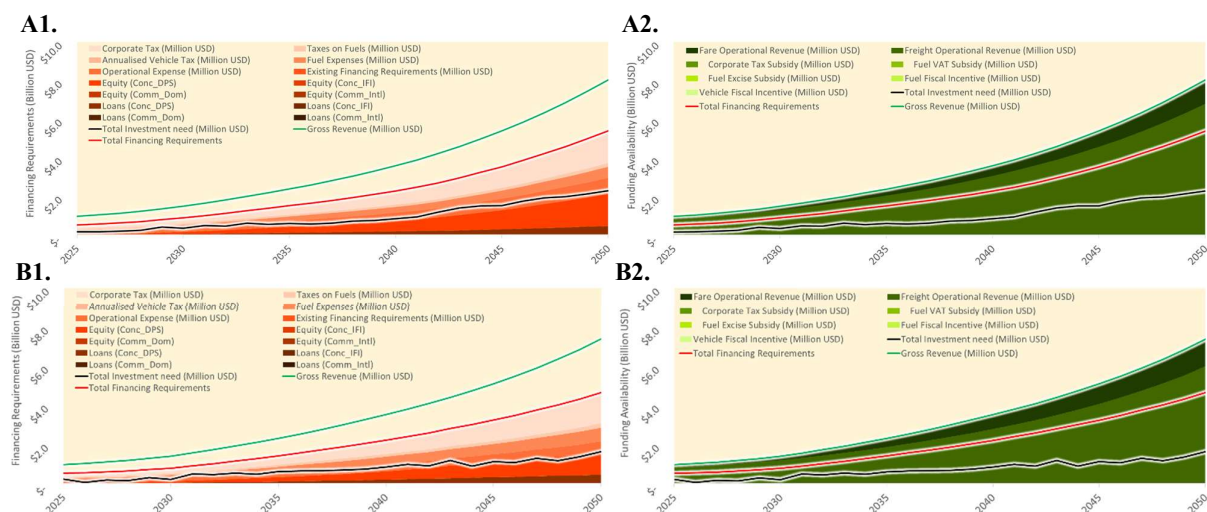 A1.
Financing Requirements (Billion USD)
$10.0
$8.0
$6.0
$4.0
$2.0
$-
Corporate Tax (Million USD) Taxes on Fuels (Million USD)
Annualised Vehicle Tax (Million USD) Fuel Expenses (Million USD)
Operational Expense (Million USD) Existing Financing Requirements (Million USD)
Equity (Conc_DPS) Equity (Conc_IFI)
Equity (Comm_Dom) Equity (Comm_Intl)
Loans (Conc_DPS) Loans (Conc_IFI)
Loans (Comm_Dom) Loans (Comm_Intl)
Total Investment need (Million USD) Gross Revenue (Million USD)
Total Financing Requirements
2025 2030 2035 2040 2045 2050
A2.
Funding Availability (Billion USD)
$10.0
$8.0
$6.0
$4.0
$2.0
$-
Fare Operational Revenue (Million USD) Freight Operational Revenue (Million USD)
Corporate Tax Subsidy (Million USD) Fuel VAT Subsidy (Million USD)
Fuel Excise Subsidy (Million USD) Fuel Fiscal Incentive (Million USD)
Vehicle Fiscal Incentive (Million USD) Total Investment need (Million USD)
Total Financing Requirements Gross Revenue (Million USD)
2025 2030 2035 2040 2045 2050
B1.
Financing Requirements (Billion USD)
$10.0
$8.0
$6.0
$4.0
$2.0
$-
Corporate Tax (Million USD) Taxes on Fuels (Million USD)
Annualised Vehicle Tax (Million USD) Fuel Expenses (Million USD)
Operational Expense (Million USD) Existing Financing Requirements (Million USD)
Equity (Conc_DPS) Equity (Conc_IFI)
Equity (Comm_Dom) Equity (Comm_Intl)
Loans (Conc_DPS) Loans (Conc_IFI)
Loans (Comm_Dom) Loans (Comm_Intl)
Total Investment need (Million USD) Gross Revenue (Million USD)
Total Financing Requirements
2025 2030 2035 2040 2045 2050
B2.
Funding Availability (Billion USD)
$10.0
$8.0
$6.0
$4.0
$2.0
$-
Fare Operational Revenue (Million USD) Freight Operational Revenue (Million USD)
Corporate Tax Subsidy (Million USD) Fuel VAT Subsidy (Million USD)
Fuel Excise Subsidy (Million USD) Fuel Fiscal Incentive (Million USD)
Vehicle Fiscal Incentive (Million USD) Total Investment need (Million USD)
Total Financing Requirements Gross Revenue (Million USD)
2025 2030 2035 2040 2045 2050